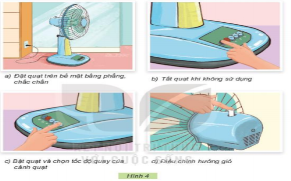 a) Đặt quạt trên bề mặt bằng phẳng,
chắc chắn
b) Tắt quạt khi không sử dụng
c) Bật quạt và chọn tốc độ quay của
cánh quạt
d) Điều chỉnh hướng gió
Hình 4